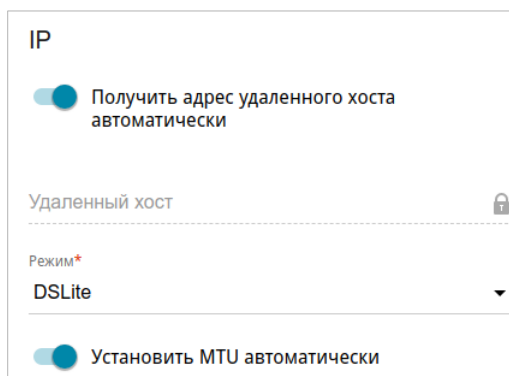 IP
Получить адрес удаленного хоста
автоматически
Удаленный хост
Режим*
DSLite
Установить MTU автоматически